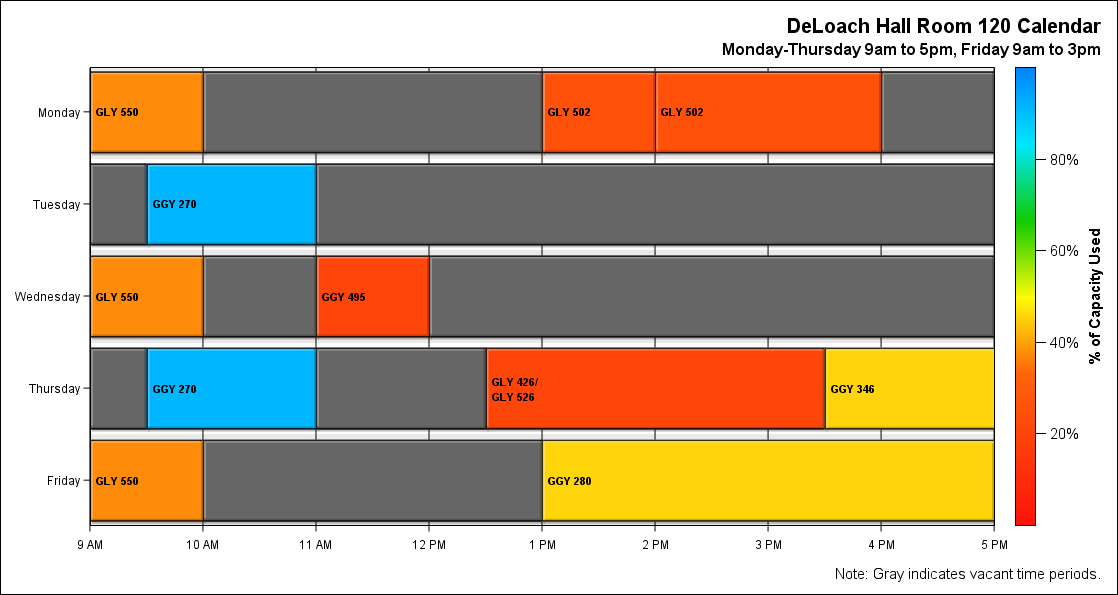 DeLoach Hall Room 120 Calendar
Monday-Thursday 9am to 5pm, Friday 9am to 3pm
Monday
GLY 550
GLY 502
GLY 502
Tuesday
GGY 270
Wednesday
GLY 550
GGY 495
Thursday
GGY 270
GLY 426/
GLY 526
GGY 346
Friday
GLY 550
GGY 280
9 AM
10 AM
11 AM
12 PM
1 PM
2 PM
3 PM
4 PM
5 PM
80%
60%
40%
20%
% of Capacity Used
Note: Gray indicates vacant time periods.